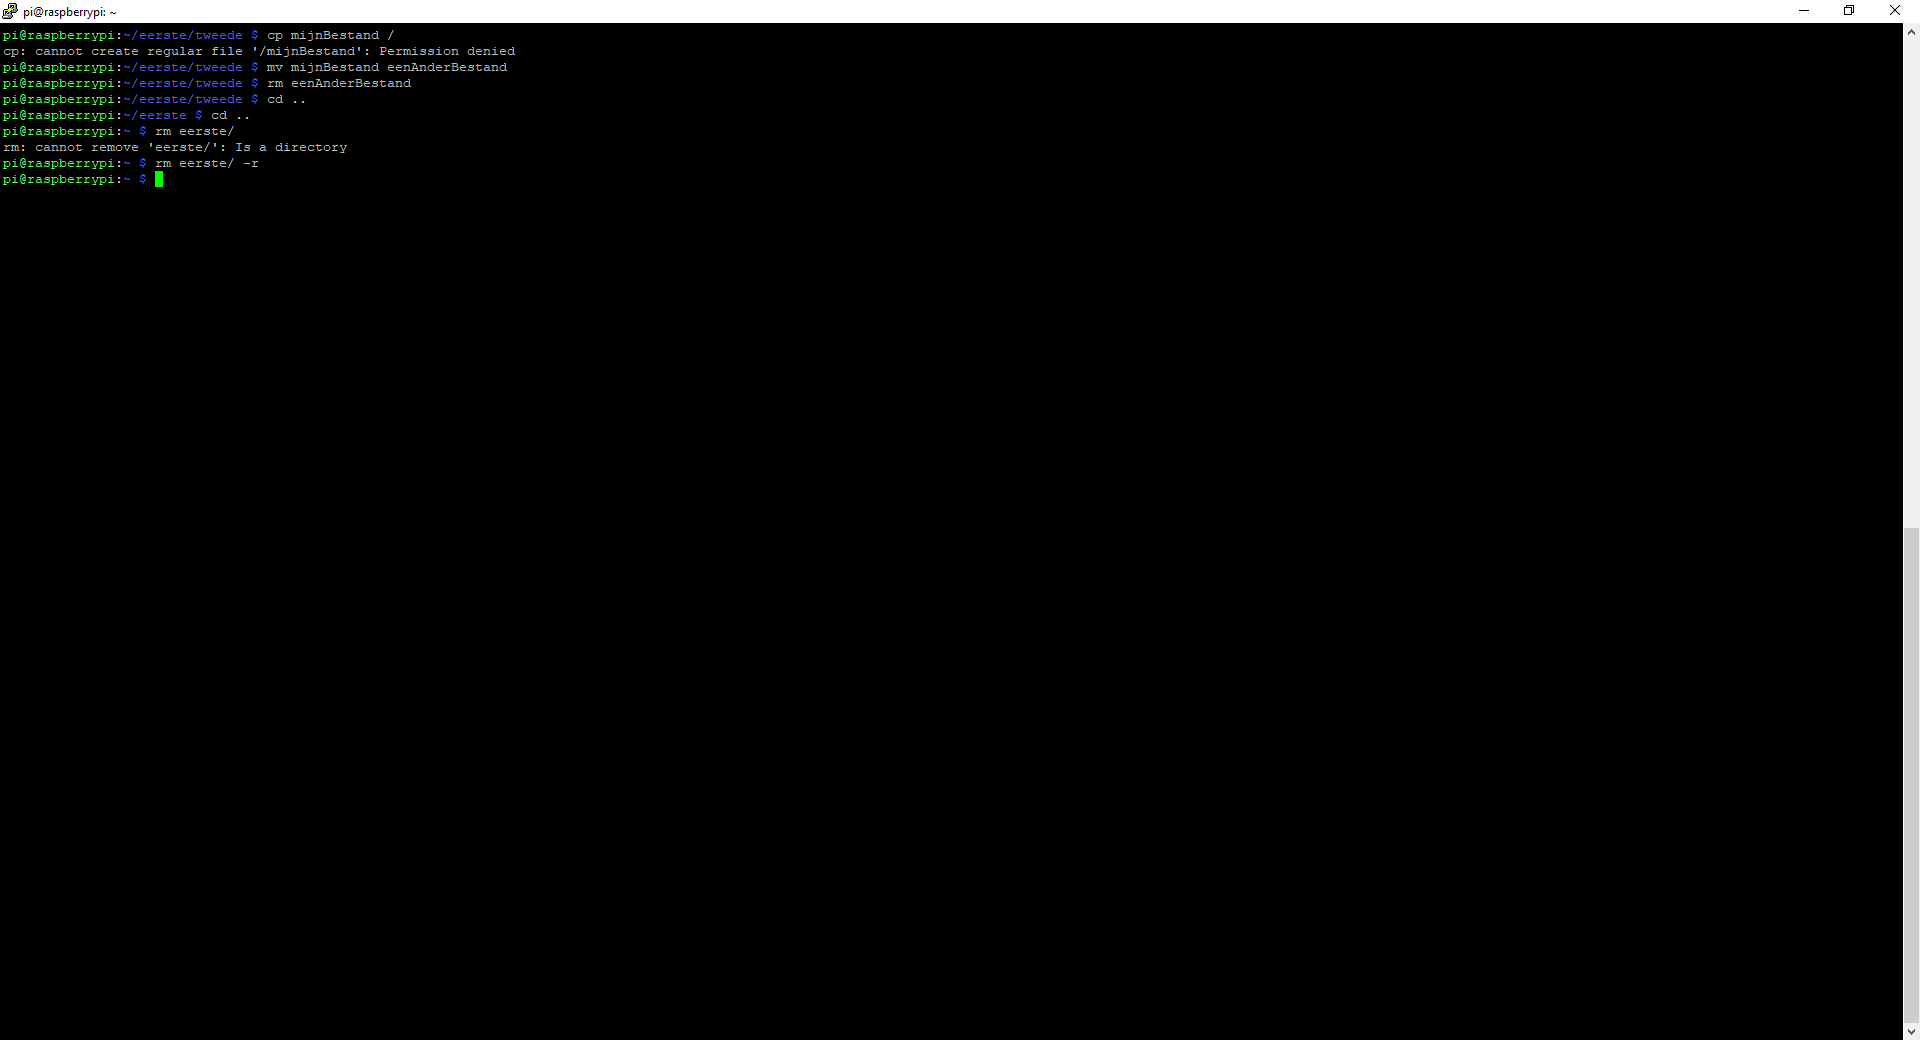 pi@raspberrypi: ~
pi@raspberrypi:~/eerste/tweede $ cp mijnBestand /
cp: cannot create regular file '/mijnBestand': Permission denied
pi@raspberrypi:~/eerste/tweede $ mv mijnBestand eenAnderBestand
pi@raspberrypi:~/eerste/tweede $ rm eenAnderBestand
pi@raspberrypi:~/eerste/tweede $ cd ..
pi@raspberrypi:~/eerste $ cd ..
pi@raspberrypi:~ $ rm eerste/
rm: cannot remove 'eerste/': Is a directory
pi@raspberrypi:~ $ rm eerste/ -r
pi@raspberrypi:~ $